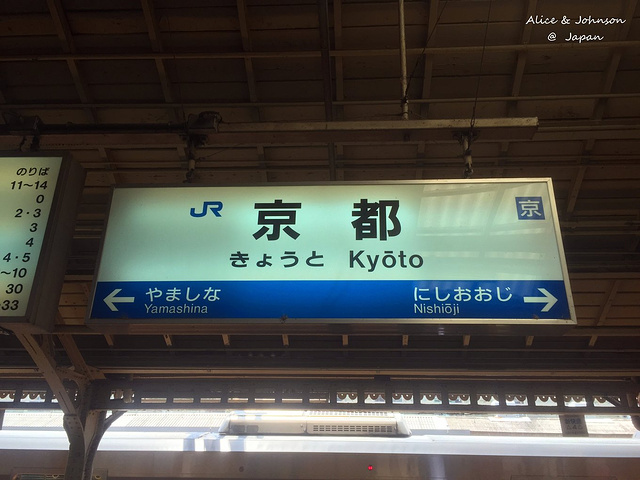 Alice & Johnson
@ Japan
のりば
11～14
0
2・3
3
4
4・5
～10
30
33
JR 京都 京
きょうと Kyōto
← やましな にしおおじ →
Yamashina Nishiōji